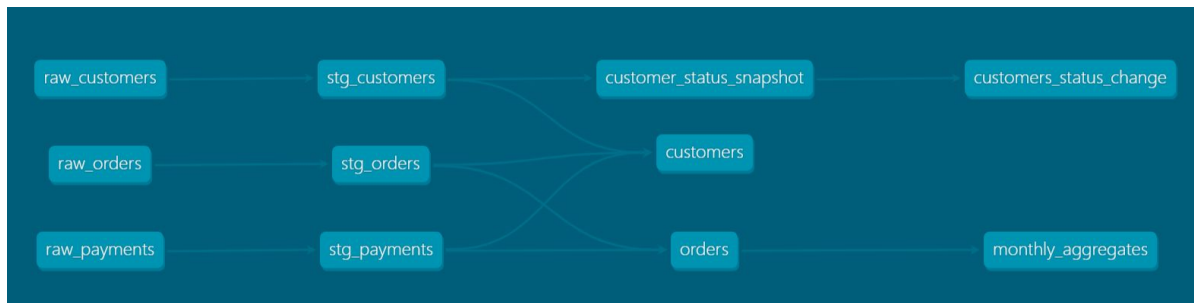 raw_customers
stg_customers
customer_status_snapshot
customers_status_change
raw_orders
stg_orders
customers
raw_payments
stg_payments
orders
monthly_aggregates